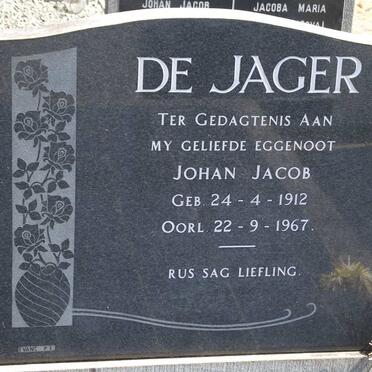 JOHAN JACOB
JACOBA MARIA
DE JAGER
TER GEDAGTENIS AAN
MY GELIEFDE EGGENOOT
JOHAN JACOB
GEB. 24-4-1912
OORL 22-9-1967.
RUS SAG LIEFLING.
EVANS P.E.